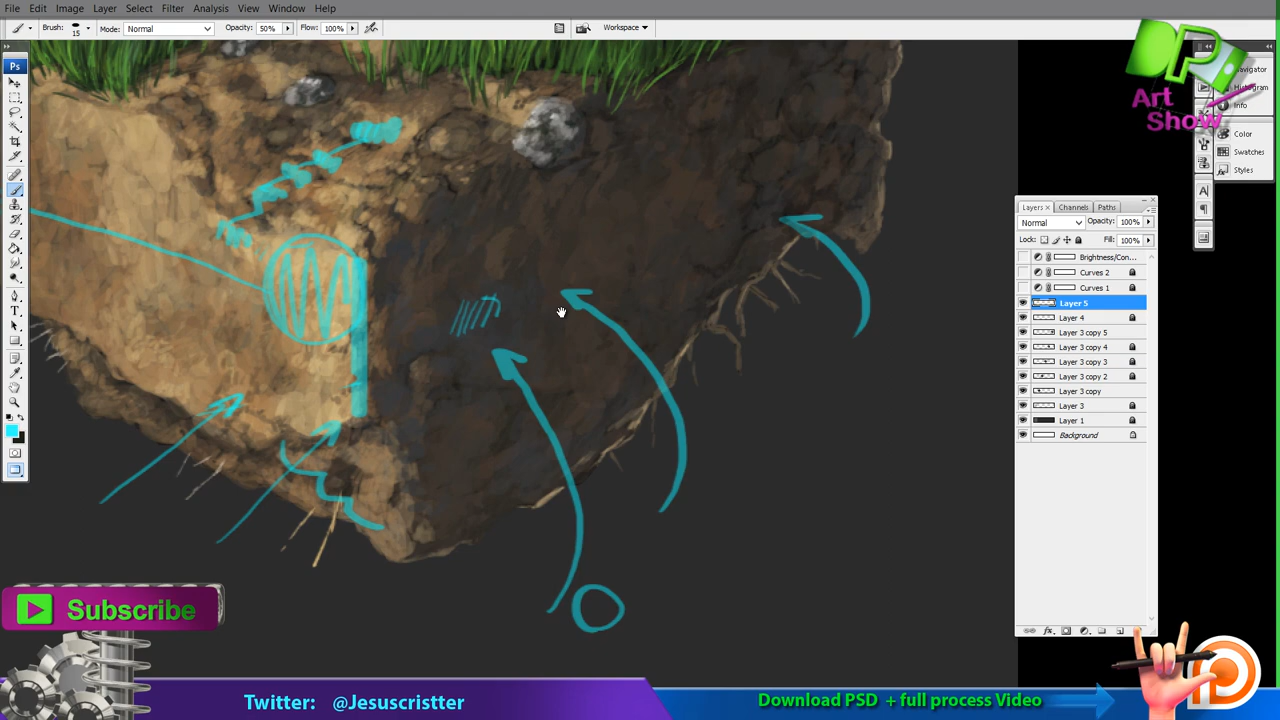 File Edit Image Layer Select Filter Analysis View Window Help
Brush: 15 Mode: Normal Opacity: 50% Flow: 100% Workspace
Ps
DP
Art
Show
Navigator
Histogram
Info
Color
Swatches
Styles
Layers Channels Paths
Normal Opacity: 100%
Lock: Fill: 100%
Brightness/Con...
Curves 2
Curves 1
Layer 5
Layer 4
Layer 3 copy 5
Layer 3 copy 4
Layer 3 copy 3
Layer 3 copy 2
Layer 3 copy
Layer 3
Layer 1
Background
Subscribe
Twitter: @Jesuscristter
Download PSD + full process Video